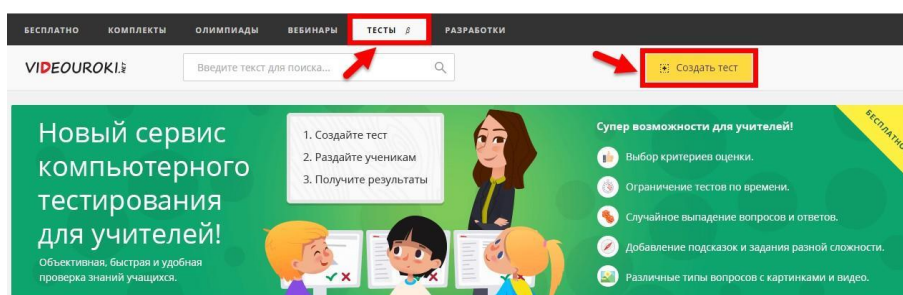 БЕСПЛАТНО КОМПЛЕКТЫ ОЛИМПИАДЫ ВЕБИНАРЫ ТЕСТЫ β РАЗРАБОТКИ
VIDEOUROKI.NET Введите текст для поиска... Создать тест
Новый сервис
компьютерного
тестирования
для учителей!
Объективная, быстрая и удобная
проверка знаний учащихся.
1. Создайте тест
2. Раздайте ученикам
3. Получите результаты
Супер возможности для учителей!
Выбор критериев оценки.
Ограничение тестов по времени.
Случайное выпадение вопросов и ответов.
Добавление подсказок и задания разной сложности.
Различные типы вопросов с картинками и видео.
БЕСПЛАТНО